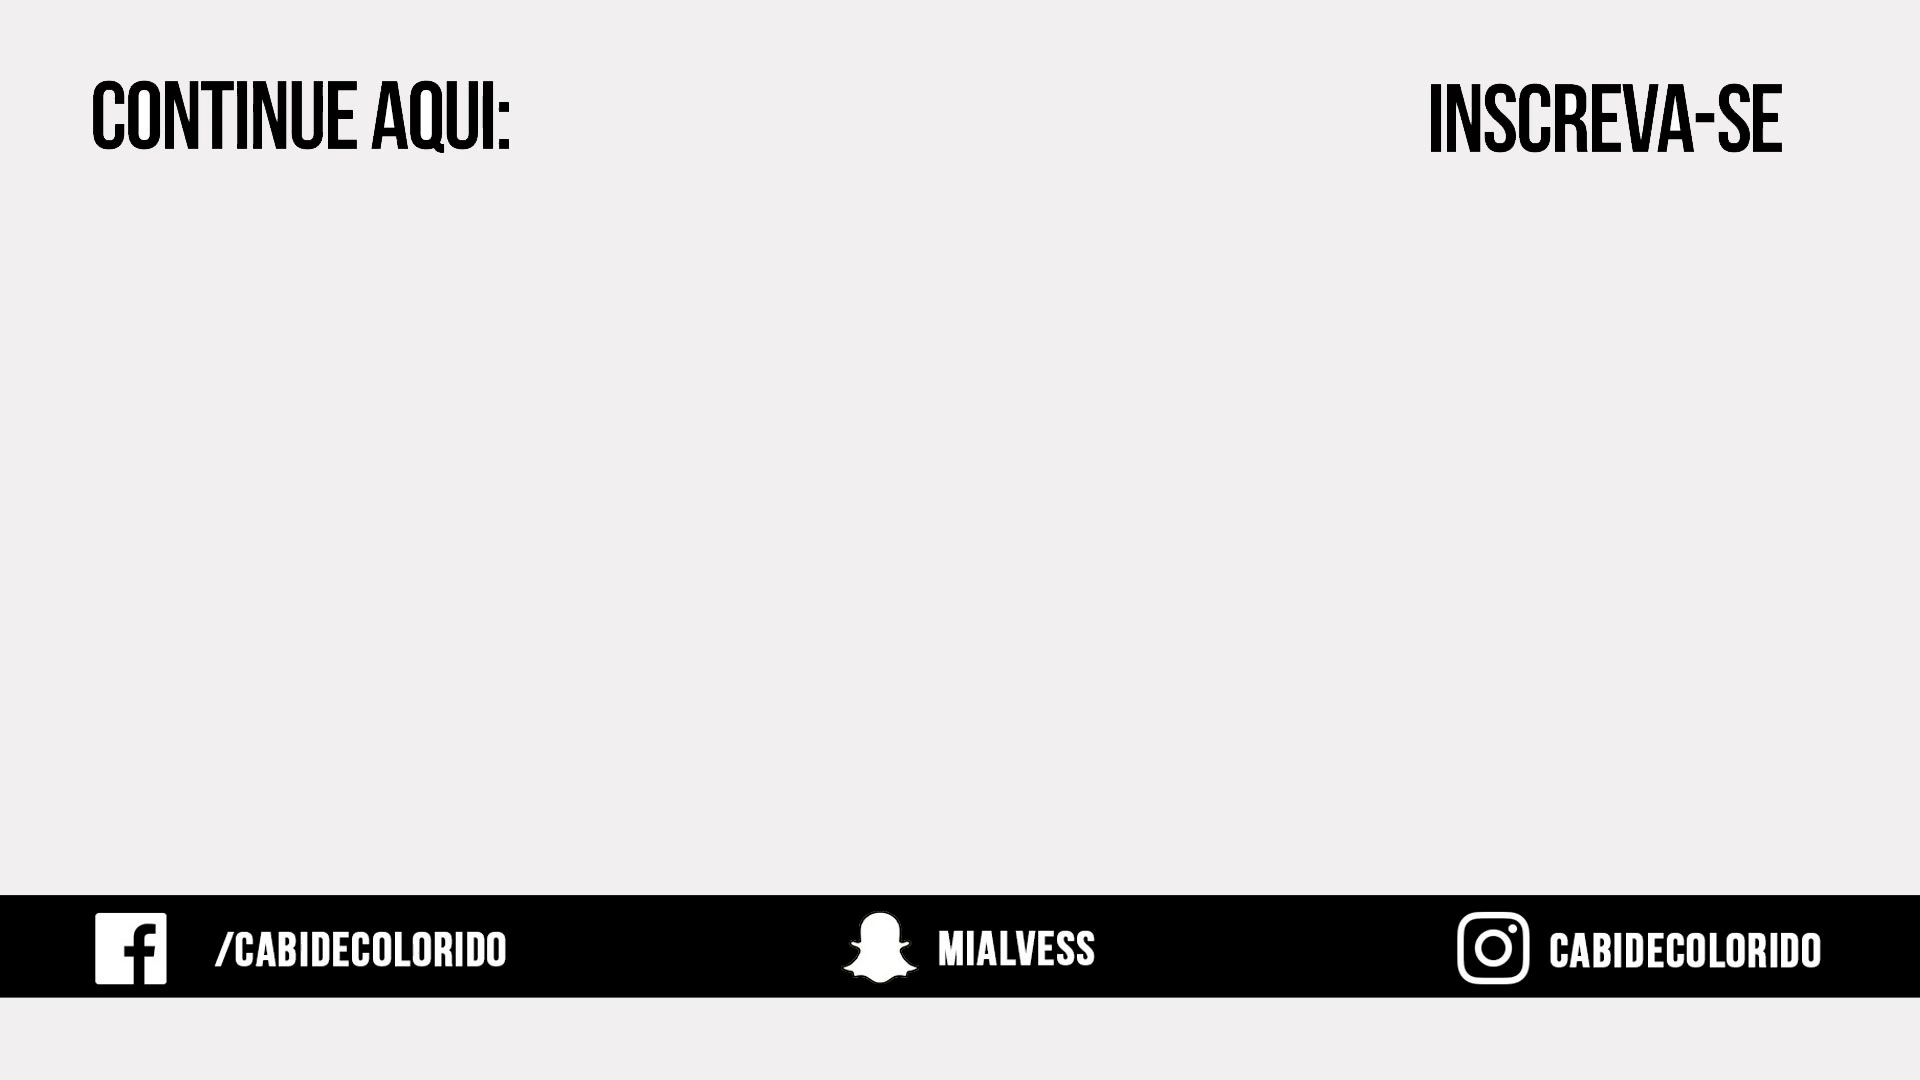 CONTINUE AQUI:
INSCREVA-SE
/CABIDECOLORIDO
MIALVESS
CABIDECOLORIDO